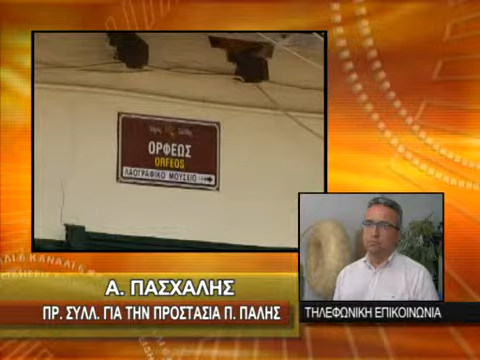 ΟΡΦΕΩΣ
ORFEOS
ΛΑΟΓΡΑΦΙΚΟ ΜΟΥΣΕΙΟ
Α. ΠΑΣΧΑΛΗΣ
ΠΡ. ΣΥΛΛ. ΓΙΑ ΤΗΝ ΠΡΟΣΤΑΣΙΑ Π. ΠΑΛΗΣ
ΤΗΛΕΦΩΝΙΚΗ ΕΠΙΚΟΙΝΩΝΙΑ